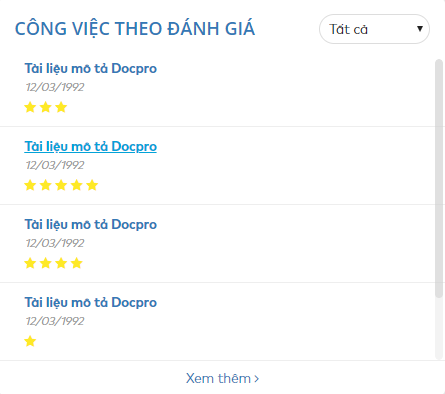 CÔNG VIỆC THEO ĐÁNH GIÁ
Tất cả
Tài liệu mô tả Docpro
12/03/1992
Tài liệu mô tả Docpro
12/03/1992
Tài liệu mô tả Docpro
12/03/1992
Tài liệu mô tả Docpro
12/03/1992
Xem thêm